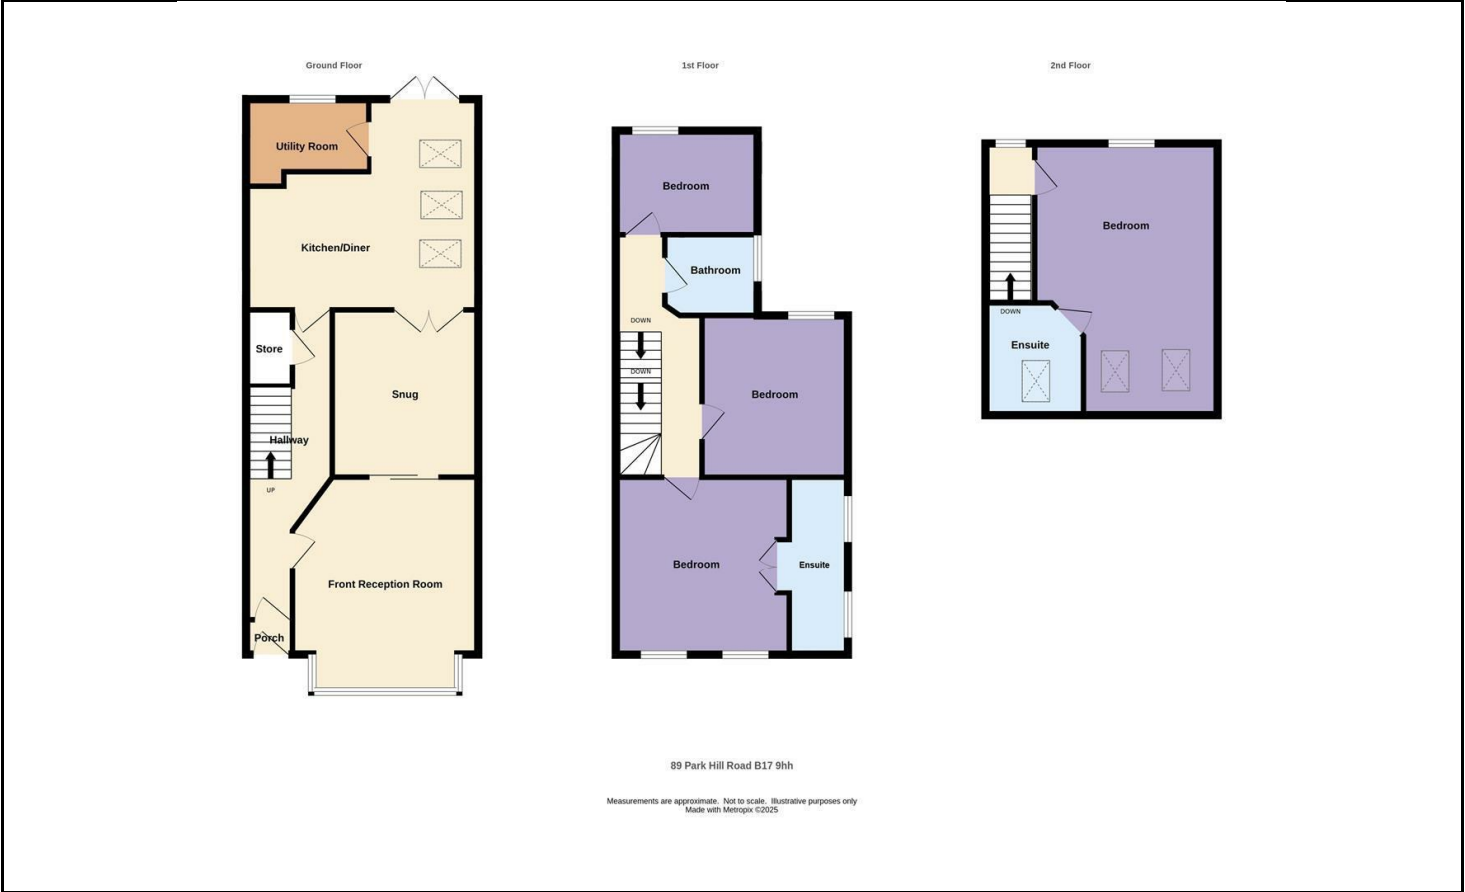 Ground Floor
Utility Room
Kitchen/Diner
Store
Snug
Hallway
UP
Front Reception Room
Porch
1st Floor
Bedroom
Bathroom
DOWN
DOWN
Bedroom
Bedroom
Ensuite
2nd Floor
Bedroom
DOWN
Ensuite
89 Park Hill Road B17 9hh
Measurements are approximate. Not to scale. Illustrative purposes only
Made with Metropix ©2025